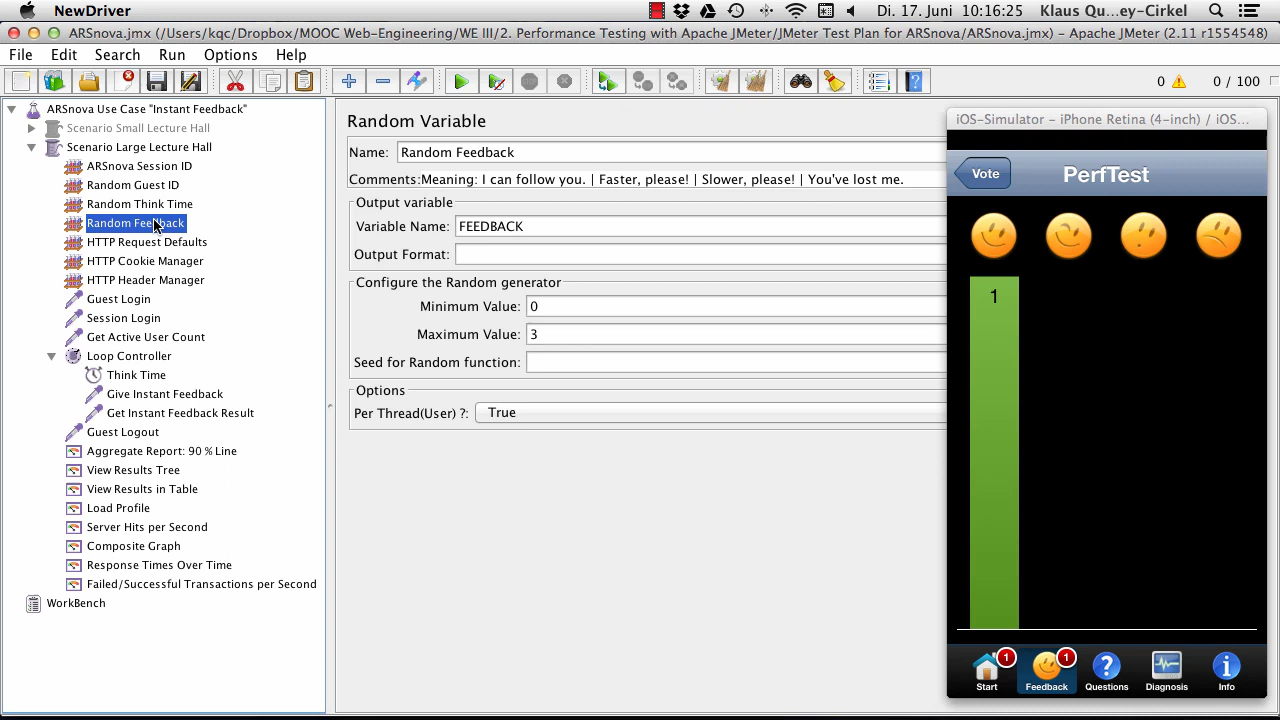 NewDriver
Di. 17. Juni 10:16:25 Klaus Qu...ey-Cirkel
ARSnova.jmx (/Users/kqc/Dropbox/MOOC Web-Engineering/WE III/2. Performance Testing with Apache JMeter/JMeter Test Plan for ARSnova/ARSnova.jmx) - Apache JMeter (2.11 r1554548)
File Edit Search Run Options Help
0 0 / 100
ARSnova Use Case "Instant Feedback"
Scenario Small Lecture Hall
Scenario Large Lecture Hall
ARSnova Session ID
Random Guest ID
Random Think Time
Random Feedback
HTTP Request Defaults
HTTP Cookie Manager
HTTP Header Manager
Guest Login
Session Login
Get Active User Count
Loop Controller
Think Time
Give Instant Feedback
Get Instant Feedback Result
Guest Logout
Aggregate Report: 90 % Line
View Results Tree
View Results in Table
Load Profile
Server Hits per Second
Composite Graph
Response Times Over Time
Failed/Successful Transactions per Second
WorkBench
Random Variable
Name: Random Feedback
Comments: Meaning: I can follow you. | Faster, please! | Slower, please! | You've lost me.
Output variable
Variable Name: FEEDBACK
Output Format:
Configure the Random generator
Minimum Value: 0
Maximum Value: 3
Seed for Random function:
Options
Per Thread(User) ?: True
iOS-Simulator – iPhone Retina (4-inch) / iOS...
Vote PerfTest
1
1 1
Start Feedback Questions Diagnosis Info